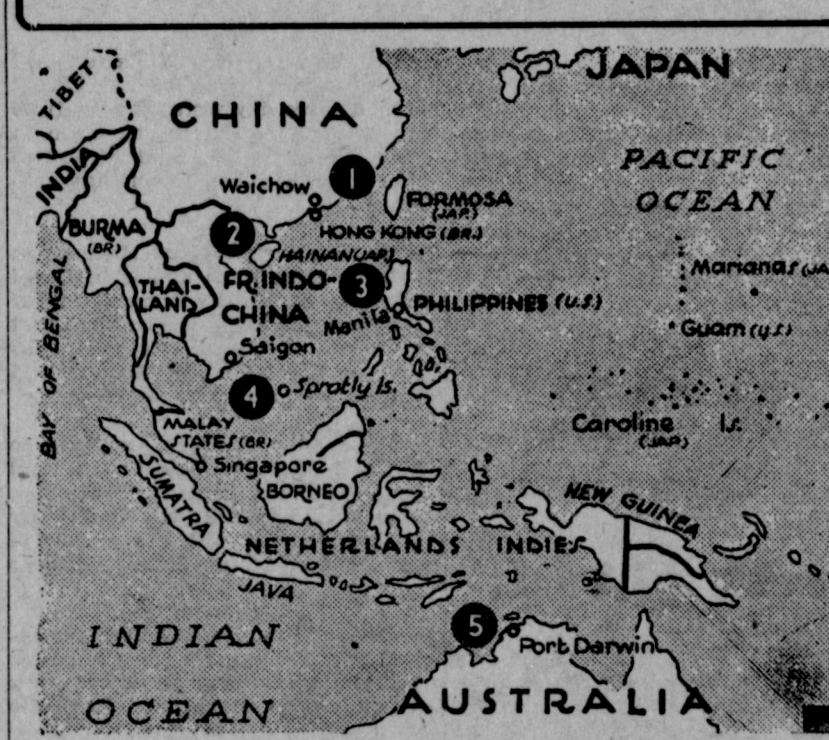 JAPAN
TIBET
CHINA
PACIFIC
OCEAN
INDIA
1
Waichow
FORMOSA
(JAP.)
BURMA
(BR)
2
HONG KONG (BR.)
HAINAN (JAP.)
Marianas (JA
THAI-
LAND
FR. INDO-
CHINA
3
PHILIPPINES (U.S.)
Manila
Guam (U.S.)
BAY OF BENGAL
Saigon
4
Spratly Is.
Caroline Is.
(JAP.)
MALAY
STATES (BR)
Singapore
SUMATRA
BORNEO
NEW GUINEA
NETHERLANDS INDIES
JAVA
INDIAN
OCEAN
5
Port Darwin
AUSTRALIA